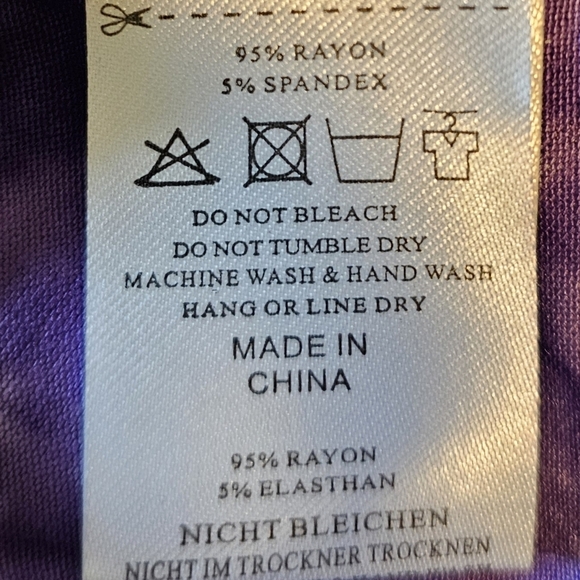 95% RAYON
5% SPANDEX
DO NOT BLEACH
DO NOT TUMBLE DRY
MACHINE WASH & HAND WASH
HANG OR LINE DRY
MADE IN
CHINA
95% RAYON
5% ELASTHAN
NICHT BLEICHEN
NICHT IM TROCKNER TROCKNEN